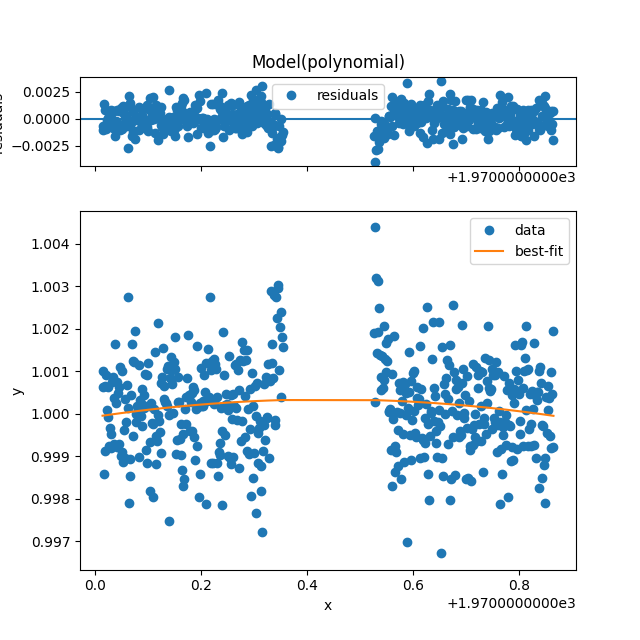 Model(polynomial)
0.0025
0.0000
−0.0025
residuals
+1.9700000000e3
1.004
1.003
1.002
1.001
1.000
0.999
0.998
0.997
y
data
best-fit
0.0
0.2
0.4
0.6
0.8
x
+1.9700000000e3